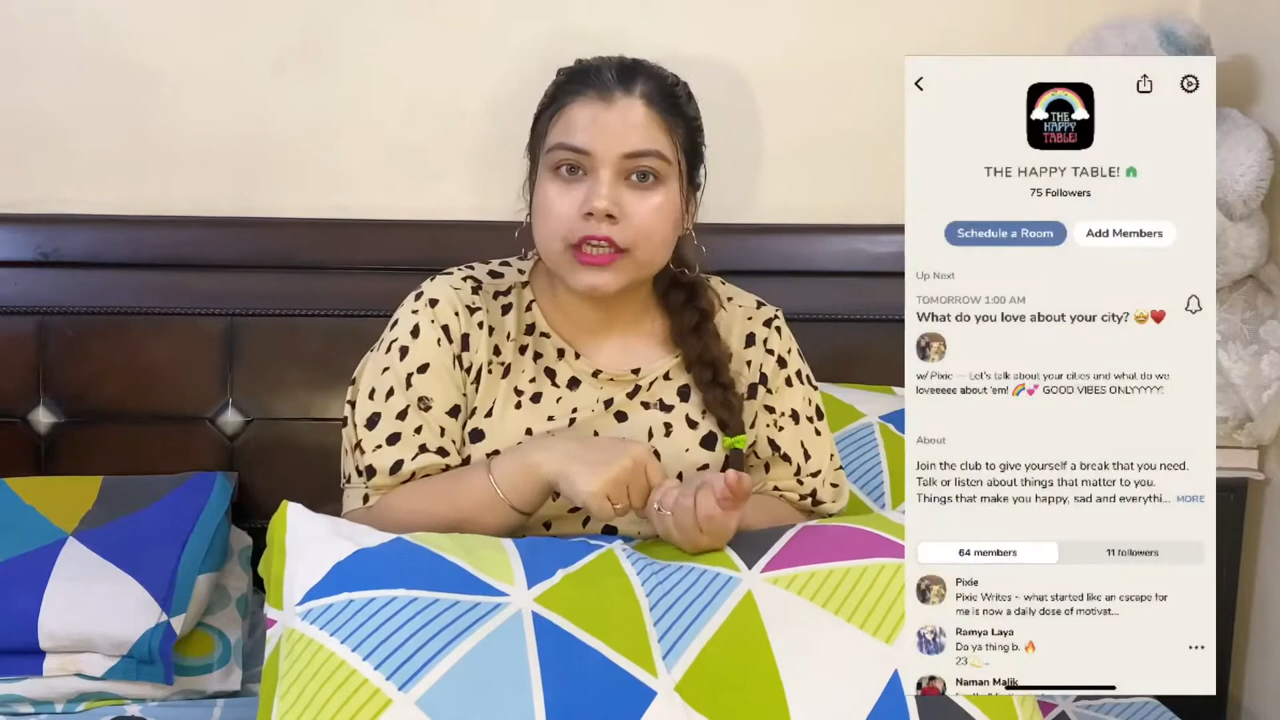 THE
HAPPY
TABLE!
THE HAPPY TABLE!
75 Followers
Schedule a Room
Add Members
Up Next
TOMORROW 1:00 AM
What do you love about your city? 🤩❤️
w/ Pixie — Let's talk about your cities and what do we
loveeeee about 'em! 🌈💕 GOOD VIBES ONLYYYYY!
About
Join the club to give yourself a break that you need.
Talk or listen about things that matter to you.
Things that make you happy, sad and everythi... MORE
64 members
11 followers
Pixie
Pixie Writes ~ what started like an escape for
me is now a daily dose of motivat...
Ramya Laya
Do ya thing b. 🔥
23
Naman Malik